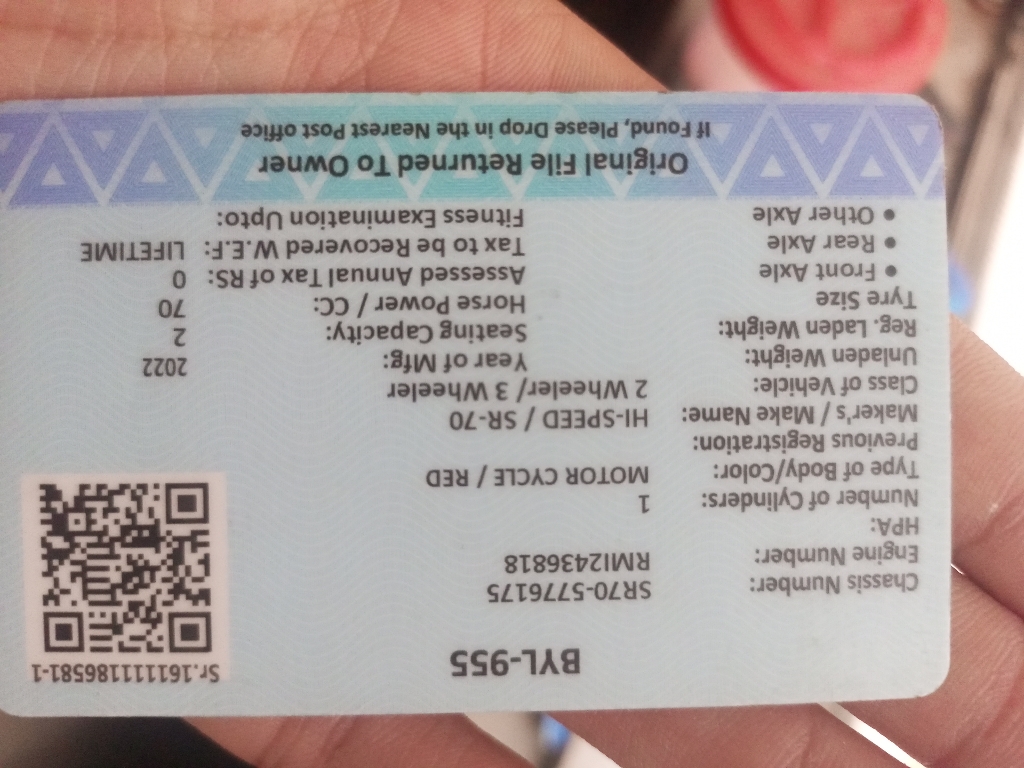 BYL-955
Sr.161111186581-1
Chassis Number: SR70-5776175
Engine Number: RMI2436818
HPA:
Number of Cylinders: 1
Type of Body/Color: MOTOR CYCLE / RED
Previous Registration:
Maker's / Make Name: HI-SPEED / SR-70
Class of Vehicle: 2 Wheeler/ 3 Wheeler
Unladen Weight: Year of Mfg: 2022
Reg. Laden Weight: Seating Capacity: 2
Tyre Size Horse Power / CC: 70
• Front Axle Assessed Annual Tax of RS: 0
• Rear Axle Tax to be Recovered W.E.F: LIFETIME
• Other Axle Fitness Examination Upto:
Original File Returned To Owner
If Found, Please Drop in the Nearest Post office